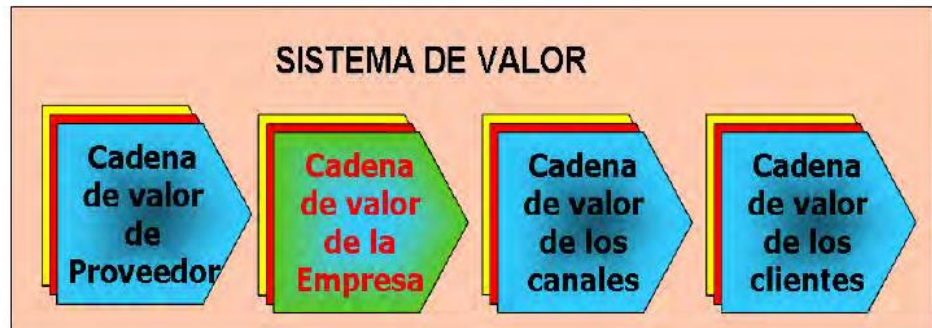 SISTEMA DE VALOR
Cadena
de valor
de
Proveedor
Cadena
de valor
de la
Empresa
Cadena
de valor
de los
canales
Cadena
de valor
de los
clientes